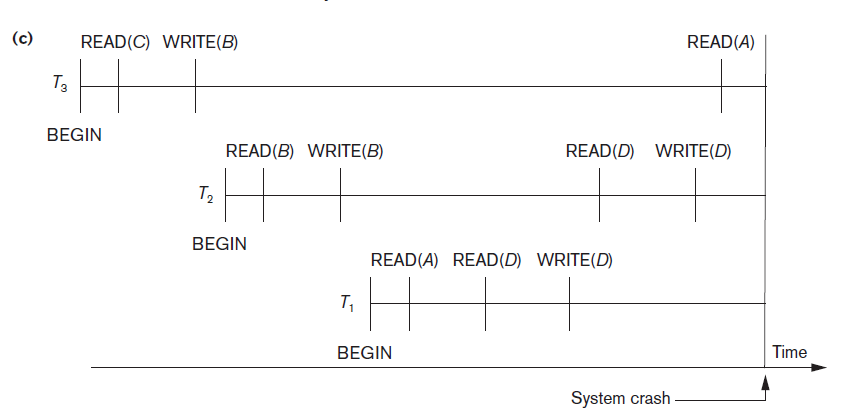 (c)
READ(C) WRITE(B) READ(A)
T3
BEGIN
READ(B) WRITE(B) READ(D) WRITE(D)
T2
BEGIN
READ(A) READ(D) WRITE(D)
T1
BEGIN
Time
System crash